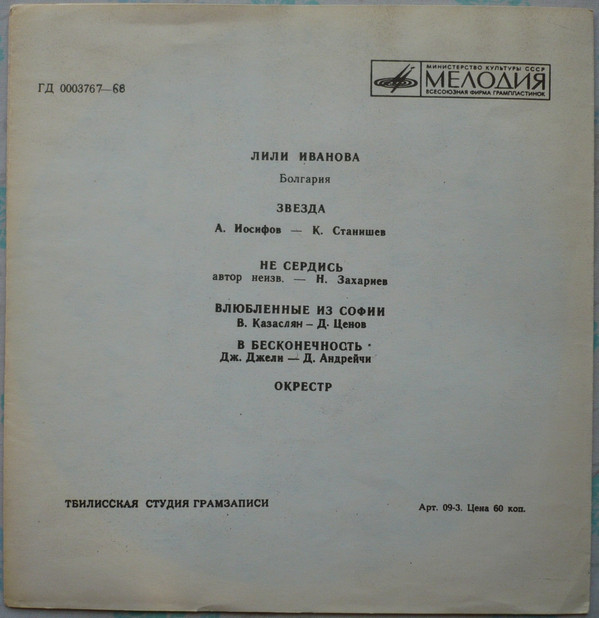 МИНИСТЕРСТВО КУЛЬТУРЫ СССР
МЕЛОДИЯ
ВСЕСОЮЗНАЯ ФИРМА ГРАМПЛАСТИНОК
ГД 0003767—68
ЛИЛИ ИВАНОВА
Болгария
ЗВЕЗДА
А. Иосифов — К. Станишев
НЕ СЕРДИСЬ
автор неизв. — Н. Захариев
ВЛЮБЛЕННЫЕ ИЗ СОФИИ
В. Казаслян – Д. Ценов
В БЕСКОНЕЧНОСТЬ
Дж. Джели — Д. Андрейчи
ОКРЕСТР
ТБИЛИССКАЯ СТУДИЯ ГРАМЗАПИСИ
Арт. 09-3. Цена 60 коп.